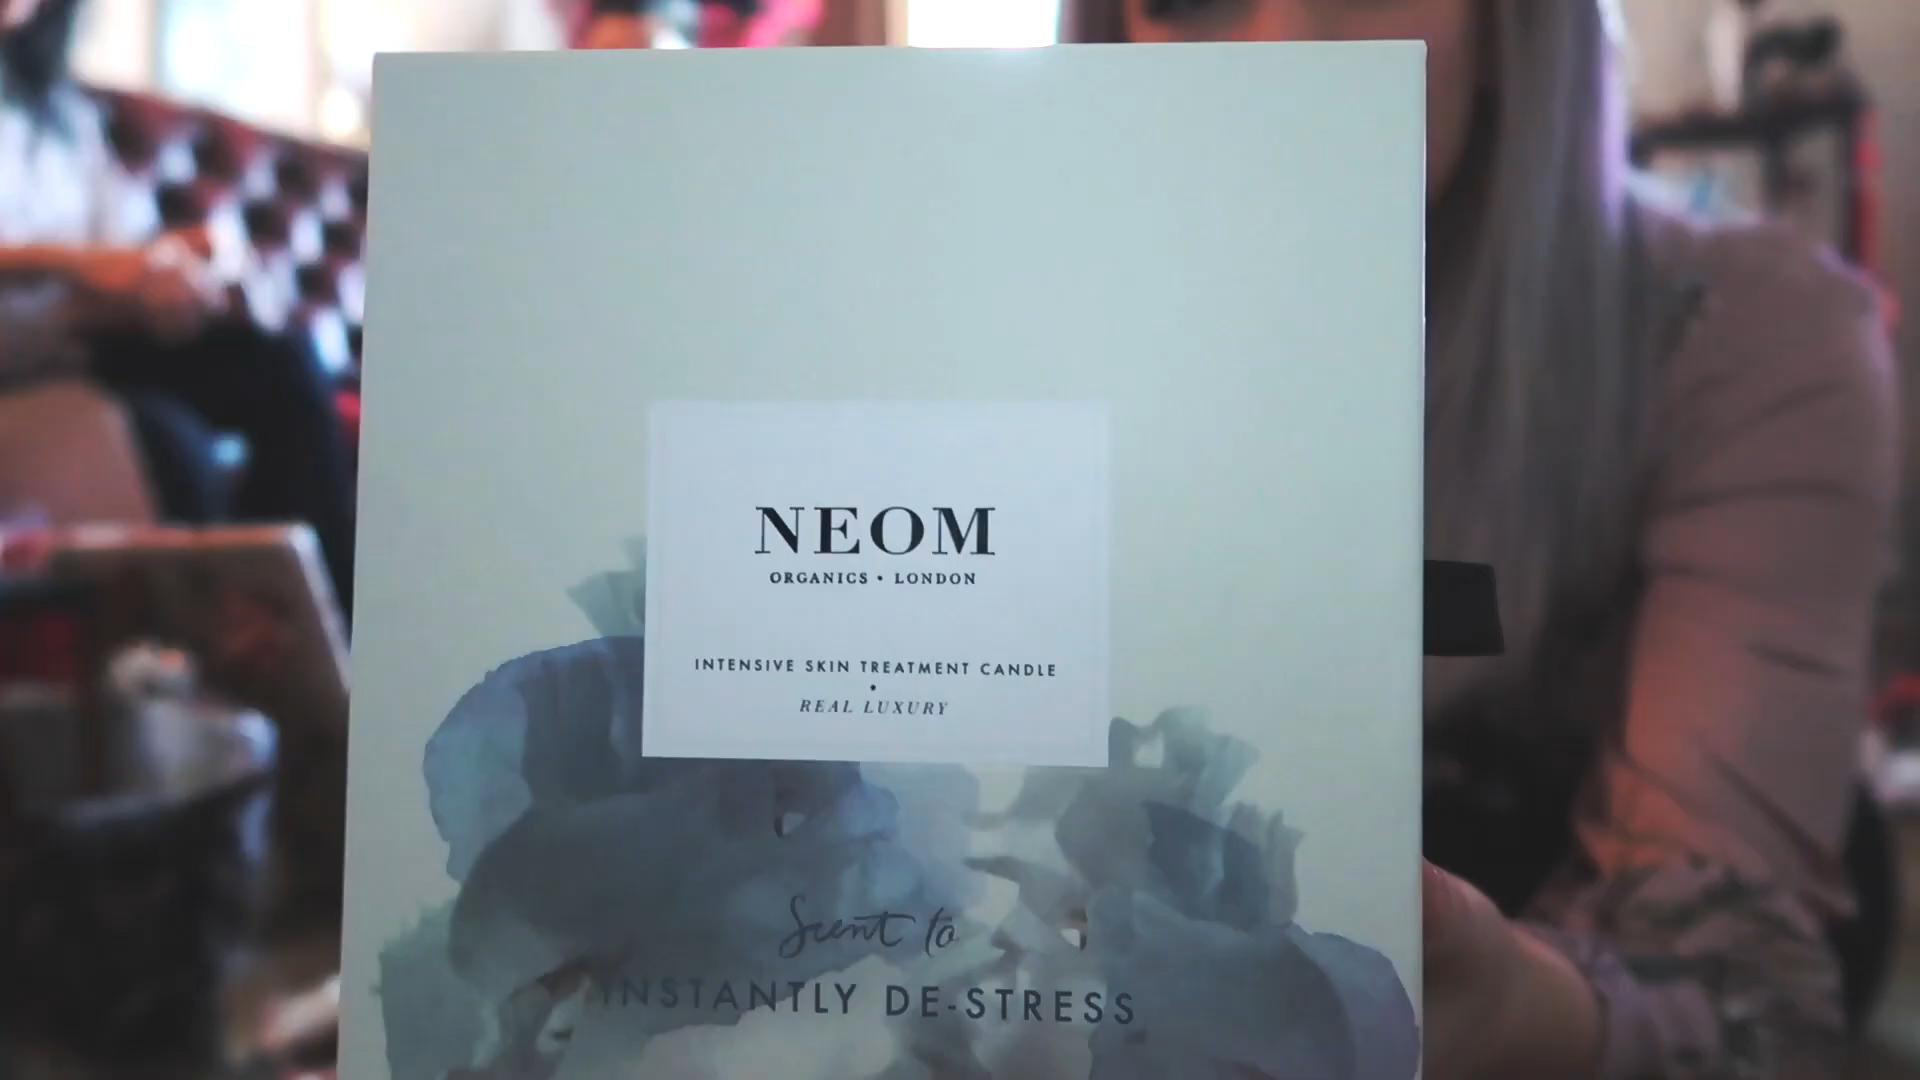 NEOM
ORGANICS • LONDON
INTENSIVE SKIN TREATMENT CANDLE
•
REAL LUXURY
Scent to
INSTANTLY DE-STRESS